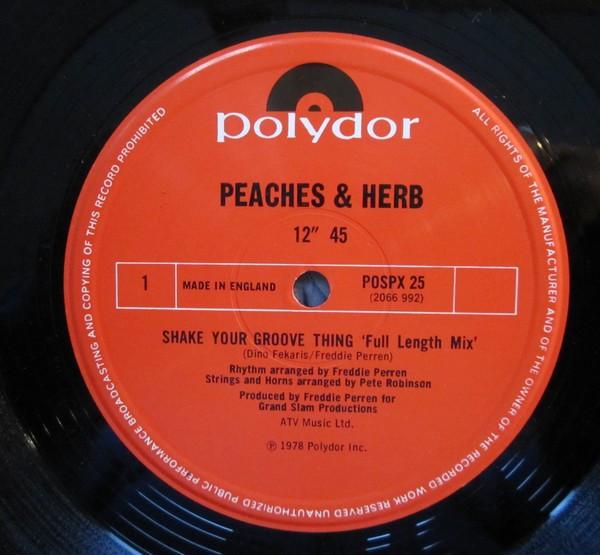 polydor
PEACHES & HERB
12" 45
1
MADE IN ENGLAND
POSPX 25
(2066 992)
SHAKE YOUR GROOVE THING 'Full Length Mix'
(Dino Fekaris/Freddie Perren)
Rhythm arranged by Freddie Perren
Strings and Horns arranged by Pete Robinson
Produced by Freddie Perren for
Grand Slam Productions
ATV Music Ltd.
℗ 1978 Polydor Inc.
ALL RIGHTS OF THE MANUFACTURER AND OF THE OWNER OF THE RECORDED WORK RESERVED UNAUTHORIZED PUBLIC PERFORMANCE BROADCASTING AND COPYING OF THIS RECORD PROHIBITED